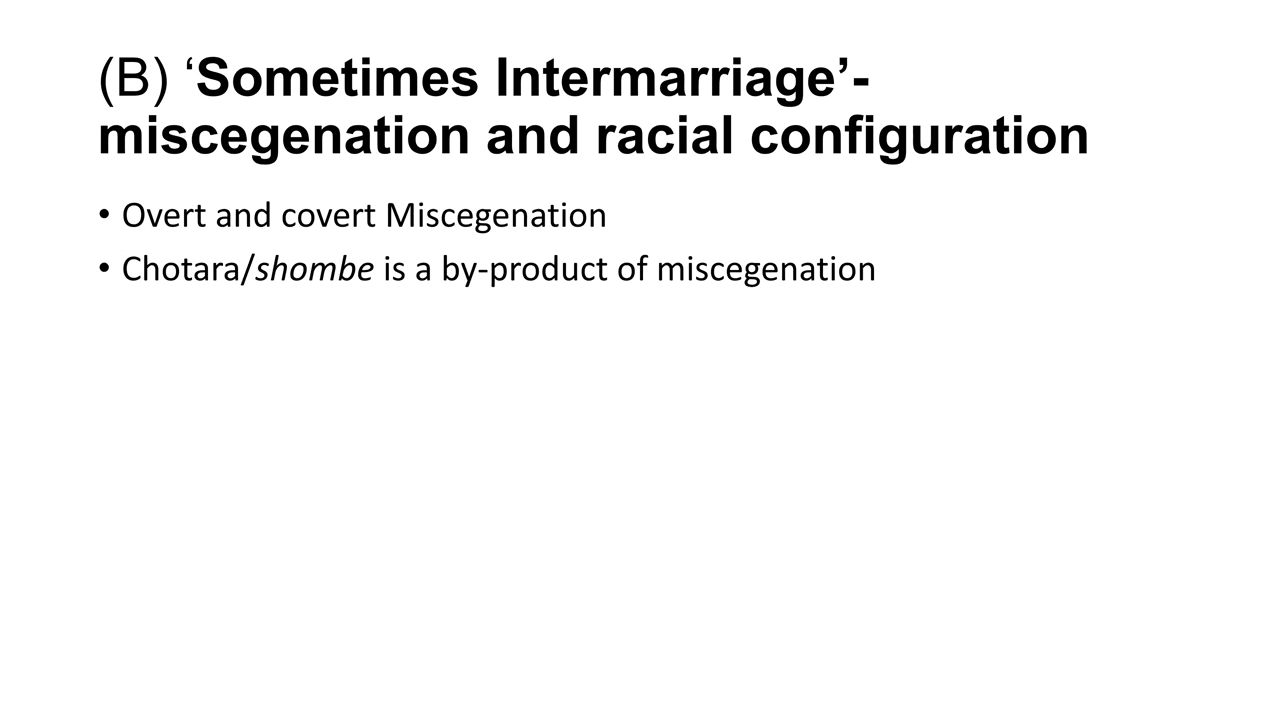 (B) ‘Sometimes Intermarriage’-
miscegenation and racial configuration
• Overt and covert Miscegenation
• Chotara/shombe is a by-product of miscegenation